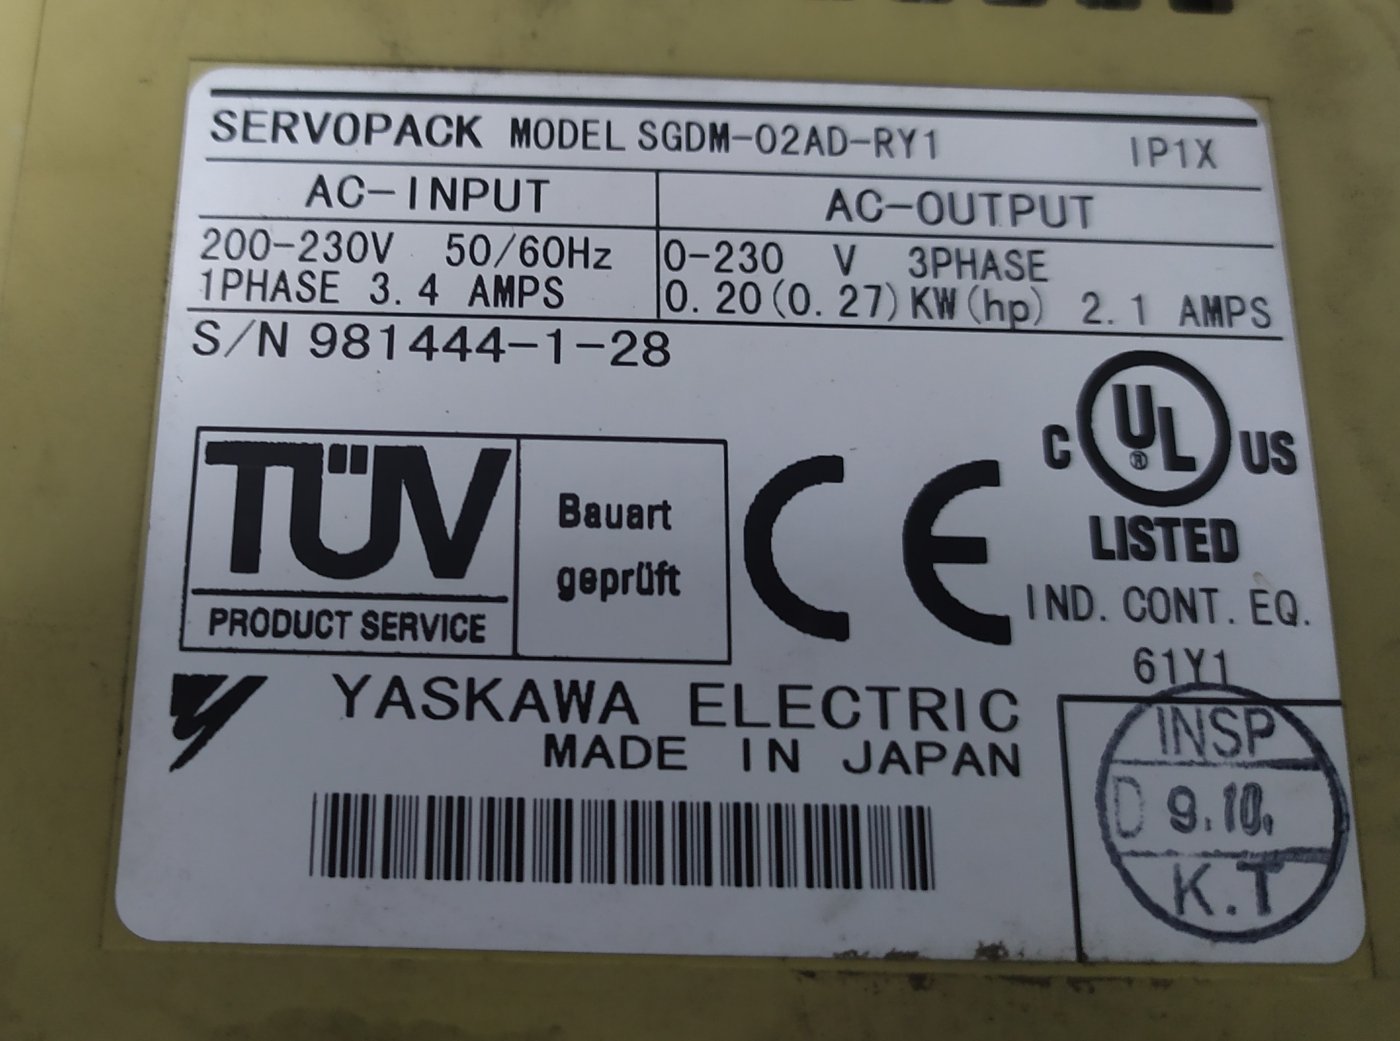 SERVOPACK MODEL SGDM-02AD-RY1 IP1X
AC-INPUT AC-OUTPUT
200-230V 50/60Hz 0-230 V 3PHASE
1PHASE 3.4 AMPS 0.20(0.27)KW(hp) 2.1 AMPS
S/N 981444-1-28
TÜV
PRODUCT SERVICE
Bauart
geprüft
CE
C UL® US
LISTED
IND. CONT. EQ.
61Y1
YASKAWA ELECTRIC
MADE IN JAPAN
INSP
D 9.10.
K.T